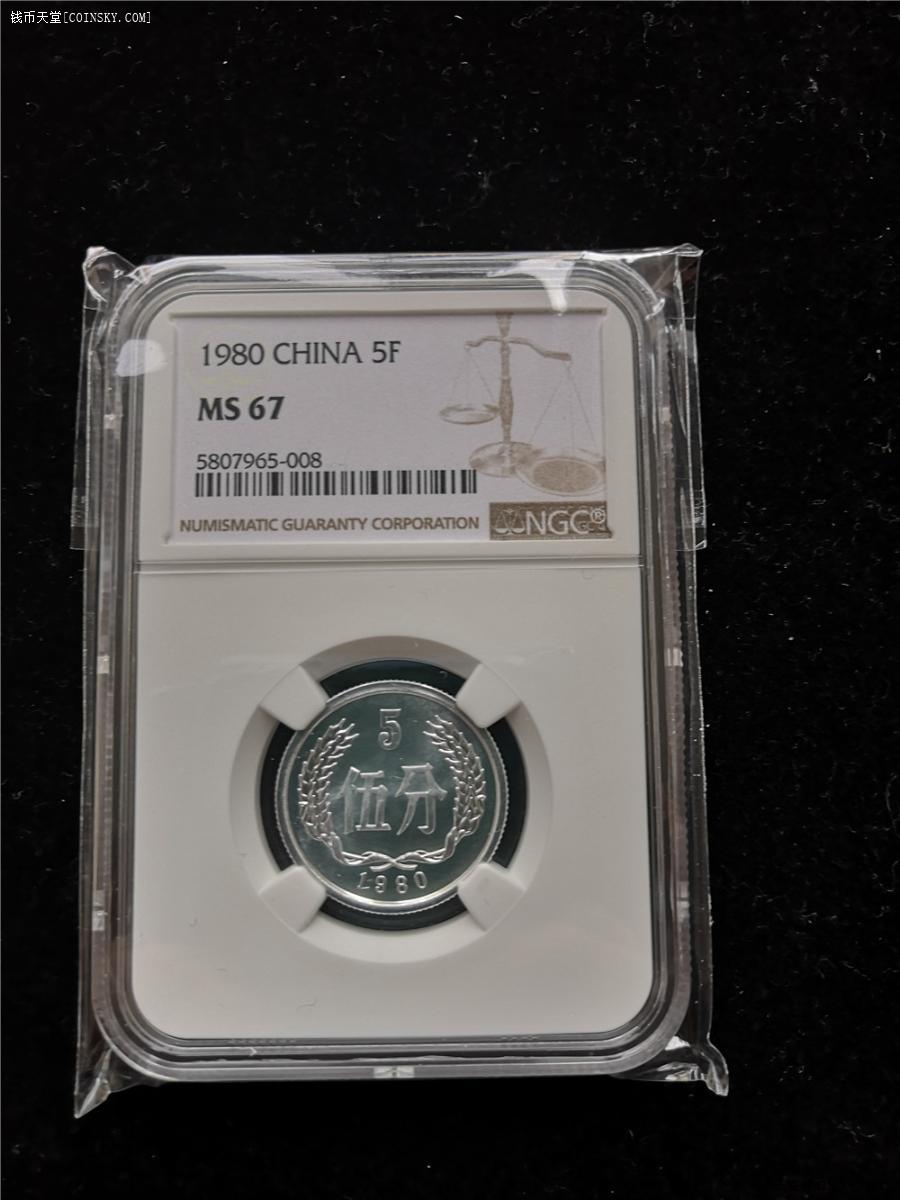 钱币天堂[COINSKY.COM]
1980 CHINA 5F
MS 67
5807965-008
NUMISMATIC GUARANTY CORPORATION
NGC®
5
伍分
1980